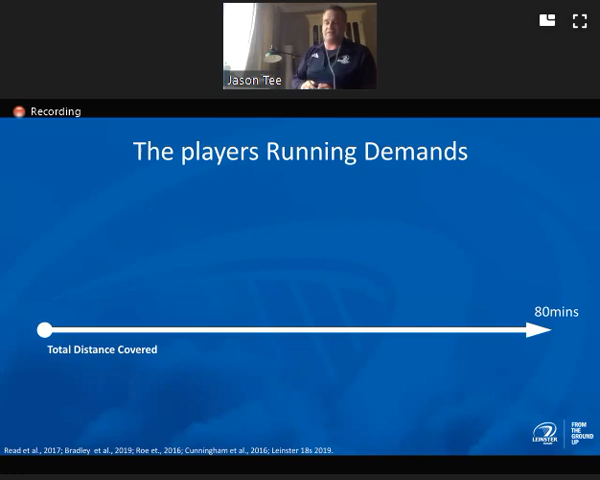 Jason Tee
Recording
The players Running Demands
80mins
Total Distance Covered
LEINSTER
FROM
THE
GROUND
UP
Read et al., 2017; Bradley et al., 2019; Roe et., 2016; Cunningham et al., 2016; Leinster 18s 2019.